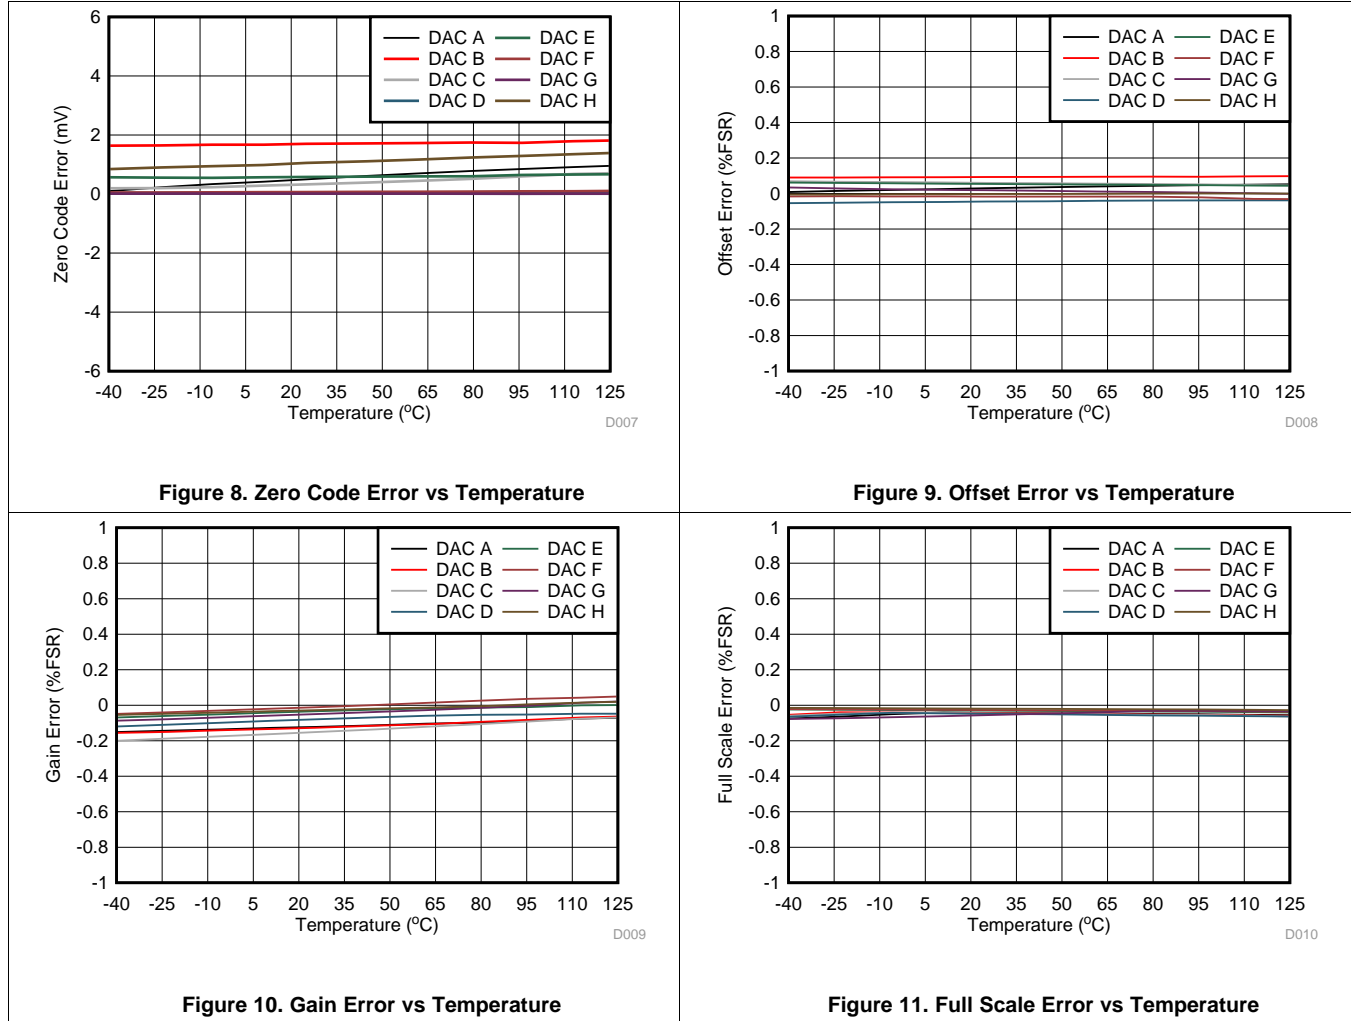 6
4
2
0
-2
-4
-6
Zero Code Error (mV)
DAC A
DAC B
DAC C
DAC D
DAC E
DAC F
DAC G
DAC H
-40 -25 -10 5 20 35 50 65 80 95 110 125
Temperature (°C)
D007
Figure 8. Zero Code Error vs Temperature
1
0.8
0.6
0.4
0.2
0
-0.2
-0.4
-0.6
-0.8
-1
Offset Error (%FSR)
DAC A
DAC B
DAC C
DAC D
DAC E
DAC F
DAC G
DAC H
-40 -25 -10 5 20 35 50 65 80 95 110 125
Temperature (°C)
D008
Figure 9. Offset Error vs Temperature
1
0.8
0.6
0.4
0.2
0
-0.2
-0.4
-0.6
-0.8
-1
Gain Error (%FSR)
DAC A
DAC B
DAC C
DAC D
DAC E
DAC F
DAC G
DAC H
-40 -25 -10 5 20 35 50 65 80 95 110 125
Temperature (°C)
D009
Figure 10. Gain Error vs Temperature
1
0.8
0.6
0.4
0.2
0
-0.2
-0.4
-0.6
-0.8
-1
Full Scale Error (%FSR)
DAC A
DAC B
DAC C
DAC D
DAC E
DAC F
DAC G
DAC H
-40 -25 -10 5 20 35 50 65 80 95 110 125
Temperature (°C)
D010
Figure 11. Full Scale Error vs Temperature